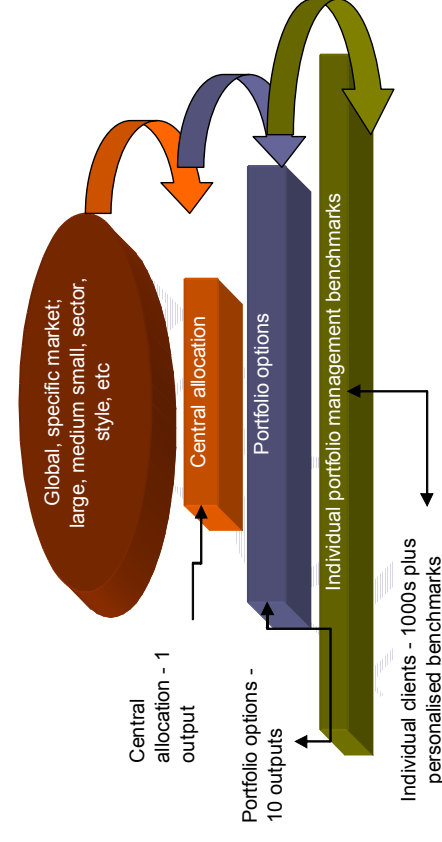 Global, specific market;
large, medium small, sector,
style, etc
Central allocation
Portfolio options
Individual portfolio management benchmarks
Central
allocation - 1
output
Portfolio options -
10 outputs
Individual clients - 1000s plus
personalised benchmarks